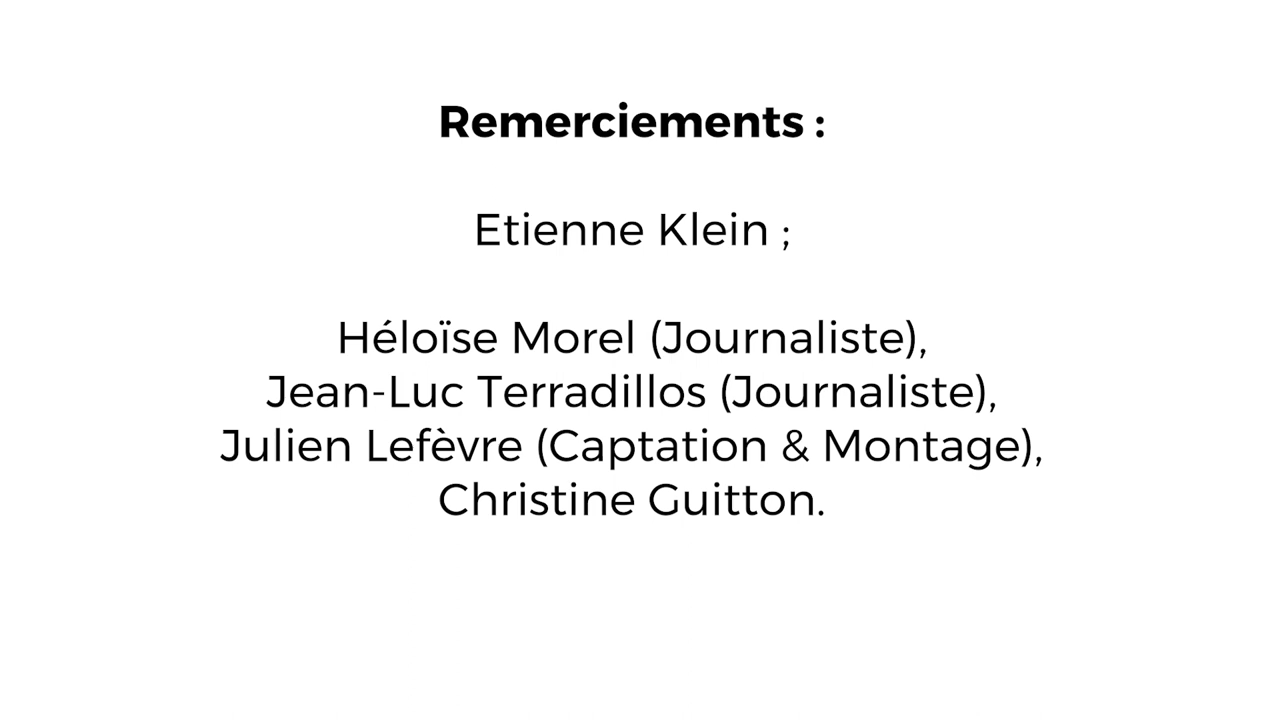 Remerciements :
Etienne Klein ;
Héloïse Morel (Journaliste),
Jean-Luc Terradillos (Journaliste),
Julien Lefèvre (Captation & Montage),
Christine Guitton.